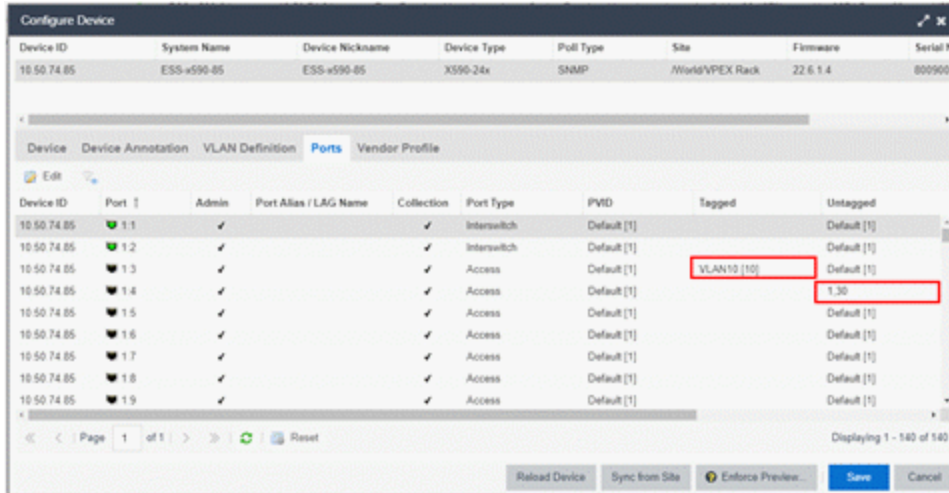 Configure Device
Device ID System Name Device Nickname Device Type Poll Type Site Firmware Serial
10.50.74.85 ESS-x590-85 ESS-x590-85 X590-24x SNMP /World/VPEX Rack 22.6.1.4 800900
Device Device Annotation VLAN Definition Ports Vendor Profile
Edit
Device ID Port Admin Port Alias / LAG Name Collection Port Type PVID Tagged Untagged
10.50.74.85 1:1 Interswitch Default [1] Default [1]
10.50.74.85 1:2 Interswitch Default [1] Default [1]
10.50.74.85 1:3 Access Default [1] VLAN10 [10] Default [1]
10.50.74.85 1:4 Access Default [1] 1,30
10.50.74.85 1:5 Access Default [1] Default [1]
10.50.74.85 1:6 Access Default [1] Default [1]
10.50.74.85 1:7 Access Default [1] Default [1]
10.50.74.85 1:8 Access Default [1] Default [1]
10.50.74.85 1:9 Access Default [1] Default [1]
Page 1 of 1 Reset Displaying 1 - 140 of 140
Reload Device Sync from Site Enforce Preview... Save Cancel